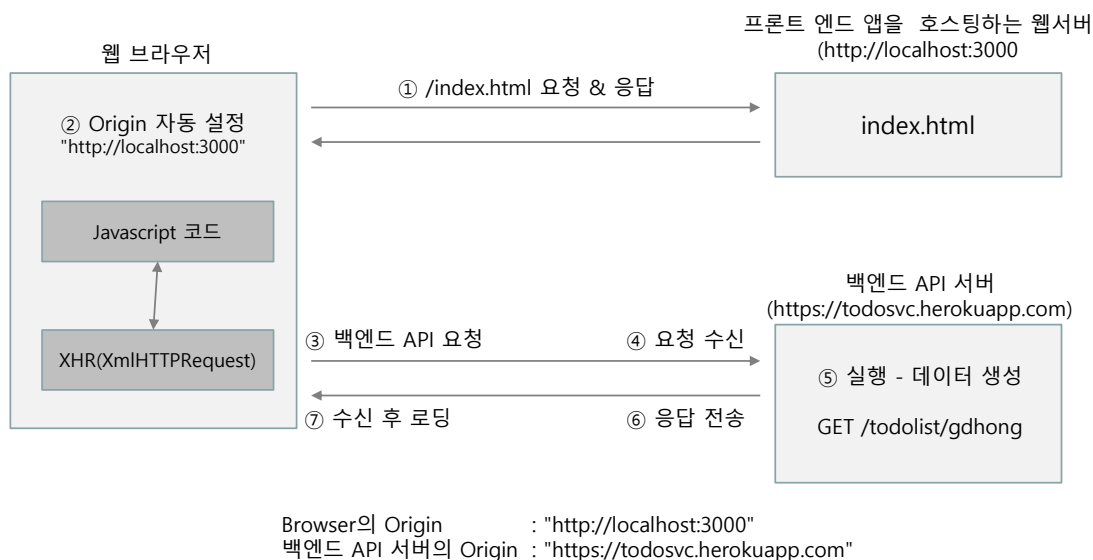 프론트 엔드 앱을 호스팅하는 웹서버
(http://localhost:3000
웹 브라우저
① /index.html 요청 & 응답
② Origin 자동 설정
"http://localhost:3000"
index.html
Javascript 코드
백엔드 API 서버
(https://todosvc.herokuapp.com)
XHR(XmlHTTPRequest)
③ 백엔드 API 요청
④ 요청 수신
⑤ 실행 - 데이터 생성
GET /todolist/gdhong
⑦ 수신 후 로딩
⑥ 응답 전송
Browser의 Origin : "http://localhost:3000"
백엔드 API 서버의 Origin : "https://todosvc.herokuapp.com"